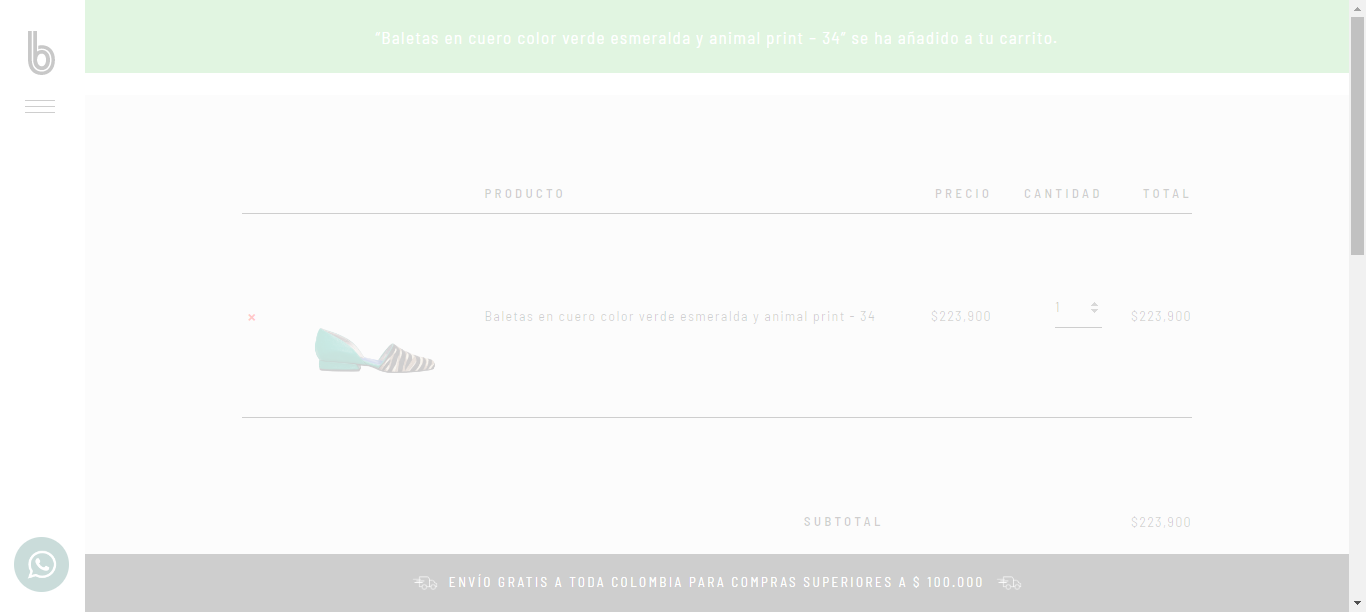 b
"Baletas en cuero color verde esmeralda y animal print – 34" se ha añadido a tu carrito.
PRODUCTO PRECIO CANTIDAD TOTAL
× Baletas en cuero color verde esmeralda y animal print – 34 $223,900 1 $223,900
SUBTOTAL $223,900
ENVÍO GRATIS A TODA COLOMBIA PARA COMPRAS SUPERIORES A $ 100.000